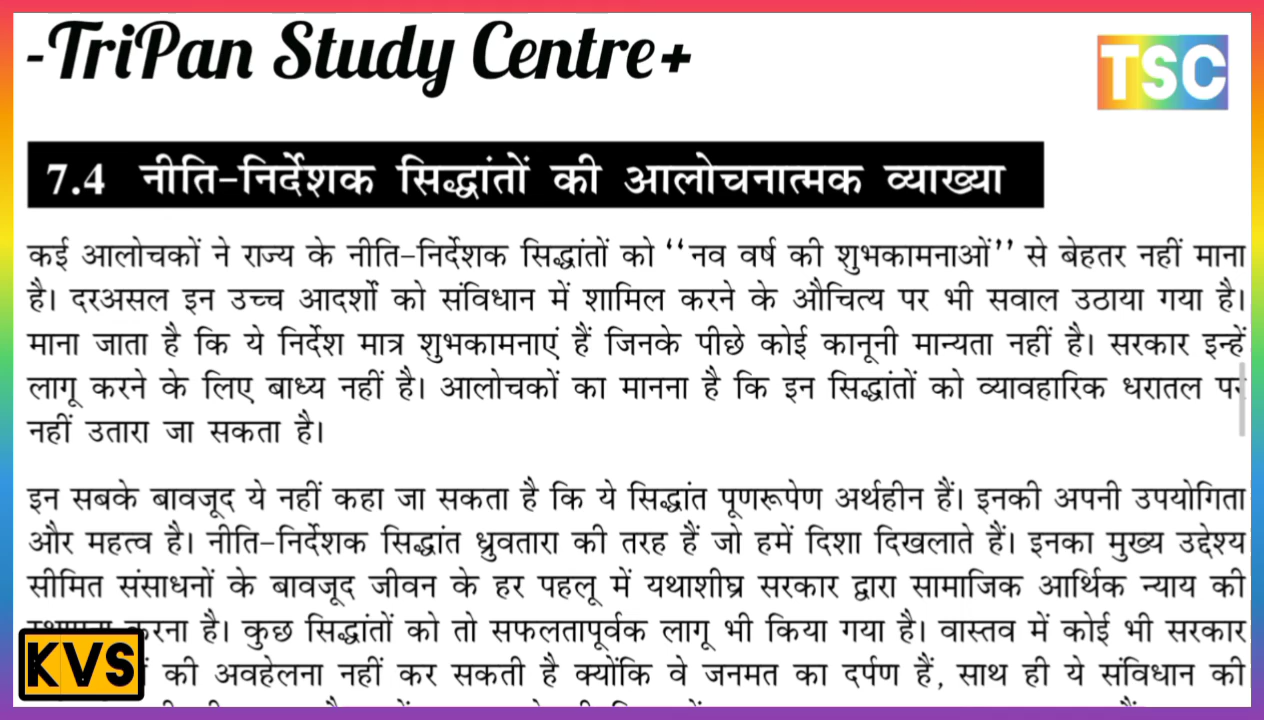 -TriPan Study Centre+
TSC
7.4 नीति-निर्देशक सिद्धांतों की आलोचनात्मक व्याख्या
कई आलोचकों ने राज्य के नीति-निर्देशक सिद्धांतों को ‘‘नव वर्ष की शुभकामनाओं’’ से बेहतर नहीं माना
है। दरअसल इन उच्च आदर्शों को संविधान में शामिल करने के औचित्य पर भी सवाल उठाया गया है।
माना जाता है कि ये निर्देश मात्र शुभकामनाएं हैं जिनके पीछे कोई कानूनी मान्यता नहीं है। सरकार इन्हें
लागू करने के लिए बाध्य नहीं है। आलोचकों का मानना है कि इन सिद्धांतों को व्यावहारिक धरातल पर
नहीं उतारा जा सकता है।
इन सबके बावजूद ये नहीं कहा जा सकता है कि ये सिद्धांत पूणरूपेण अर्थहीन हैं। इनकी अपनी उपयोगिता
और महत्व है। नीति-निर्देशक सिद्धांत ध्रुवतारा की तरह हैं जो हमें दिशा दिखलाते हैं। इनका मुख्य उद्देश्य
सीमित संसाधनों के बावजूद जीवन के हर पहलू में यथाशीघ्र सरकार द्वारा सामाजिक आर्थिक न्याय की
करना है। कुछ सिद्धांतों को तो सफलतापूर्वक लागू भी किया गया है। वास्तव में कोई भी सरकार
की अवहेलना नहीं कर सकती है क्योंकि वे जनमत का दर्पण हैं, साथ ही ये संविधान की
KVS